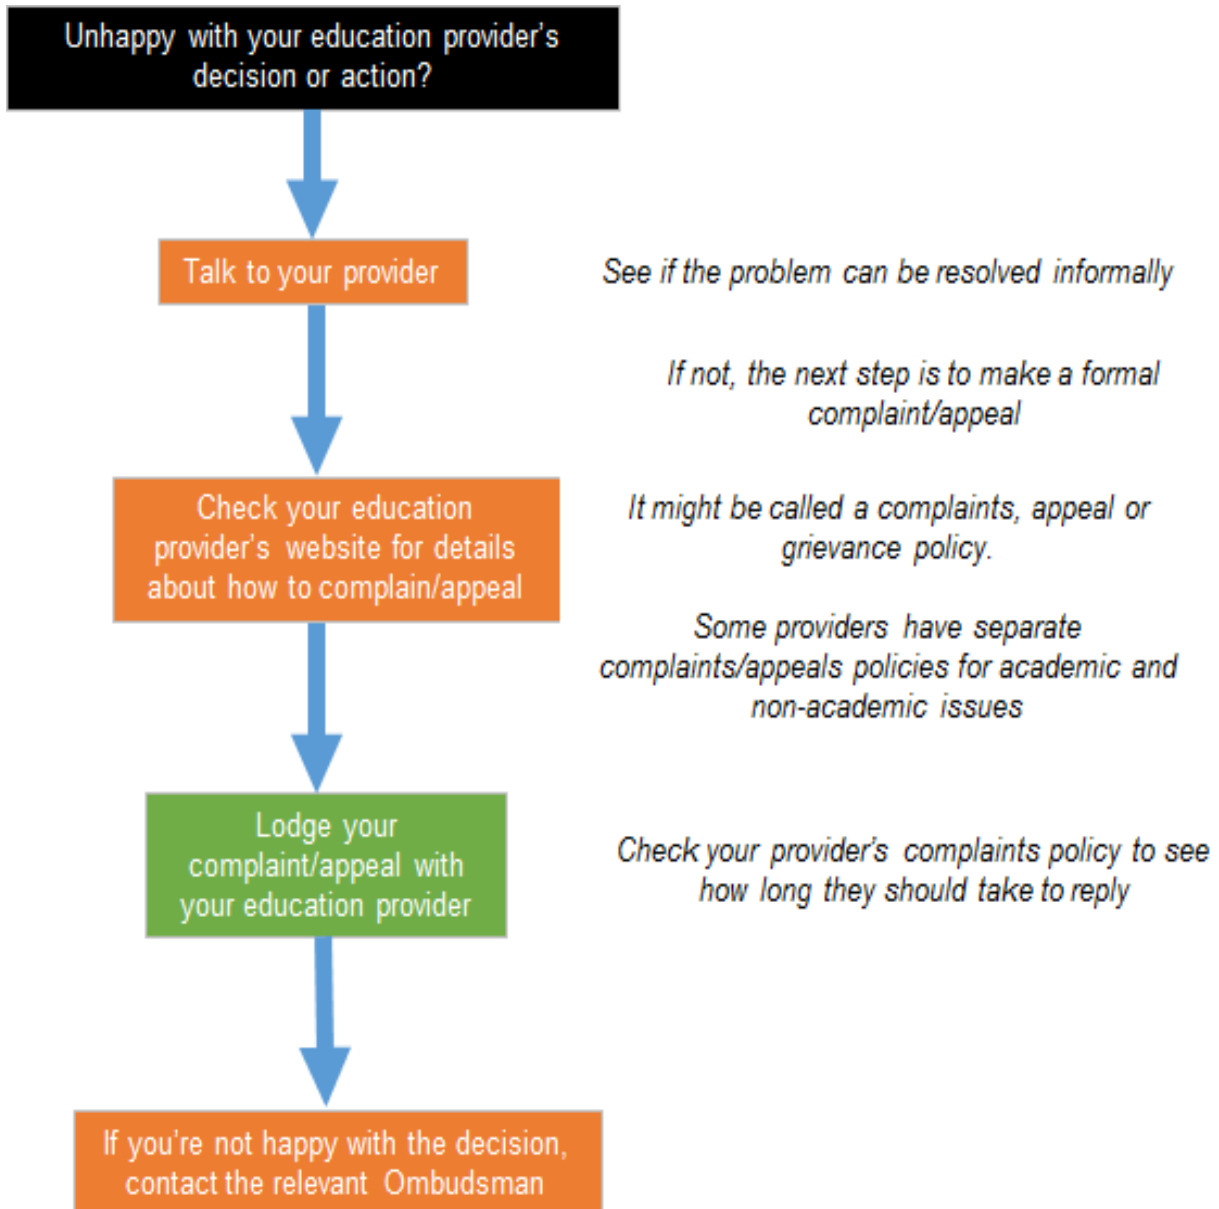 Unhappy with your education provider's
decision or action?
Talk to your provider
See if the problem can be resolved informally
If not, the next step is to make a formal
complaint/appeal
Check your education
provider's website for details
about how to complain/appeal
It might be called a complaints, appeal or
grievance policy.
Some providers have separate
complaints/appeals policies for academic and
non-academic issues
Lodge your
complaint/appeal with
your education provider
Check your provider's complaints policy to see
how long they should take to reply
If you're not happy with the decision,
contact the relevant Ombudsman